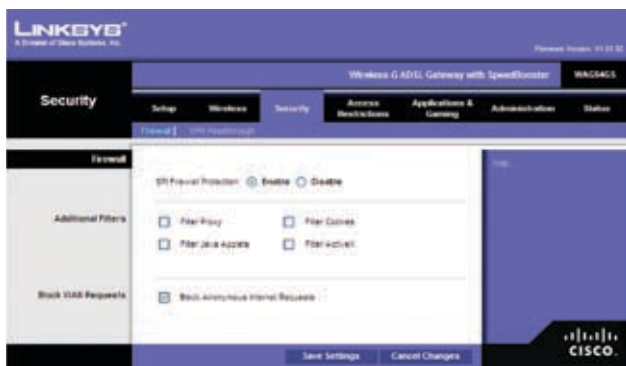 LINKSYS®
A Division of Cisco Systems, Inc.
Wireless-G ADSL Gateway with SpeedBooster
WAG54GS
Security
Setup
Wireless
Security
Access Restrictions
Applications & Gaming
Administration
Status
Firewall
VPN Passthrough
Firewall
SPI Firewall Protection: Enable Disable
Additional Filters
Filter Proxy
Filter Cookies
Filter Java Applets
Filter ActiveX
Block WAN Requests
Block Anonymous Internet Requests
Save Settings
Cancel Changes
CISCO.